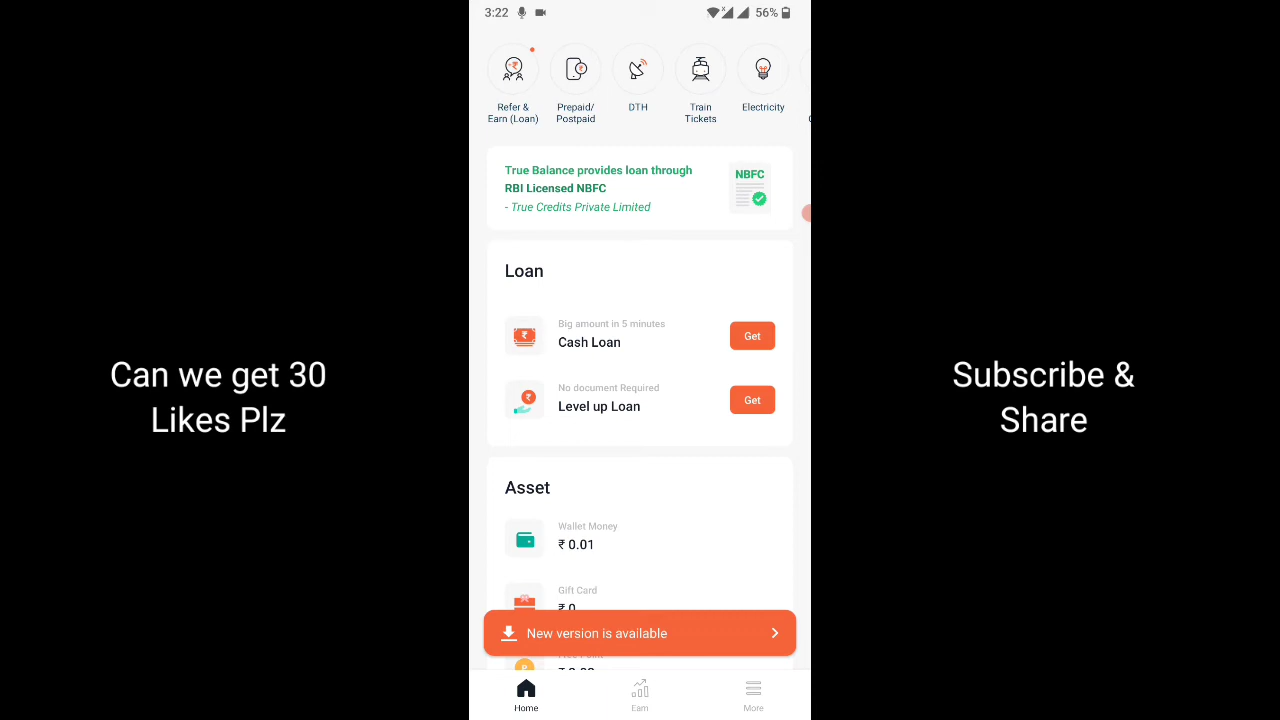 3:22
56%
Refer &
Earn (Loan)
Prepaid/
Postpaid
DTH
Train
Tickets
Electricity
True Balance provides loan through
RBI Licensed NBFC
- True Credits Private Limited
NBFC
Loan
Big amount in 5 minutes
Cash Loan
Get
No document Required
Level up Loan
Get
Asset
Wallet Money
₹ 0.01
Gift Card
₹ 0
New version is available
Home
Earn
More
Can we get 30
Likes Plz
Subscribe &
Share